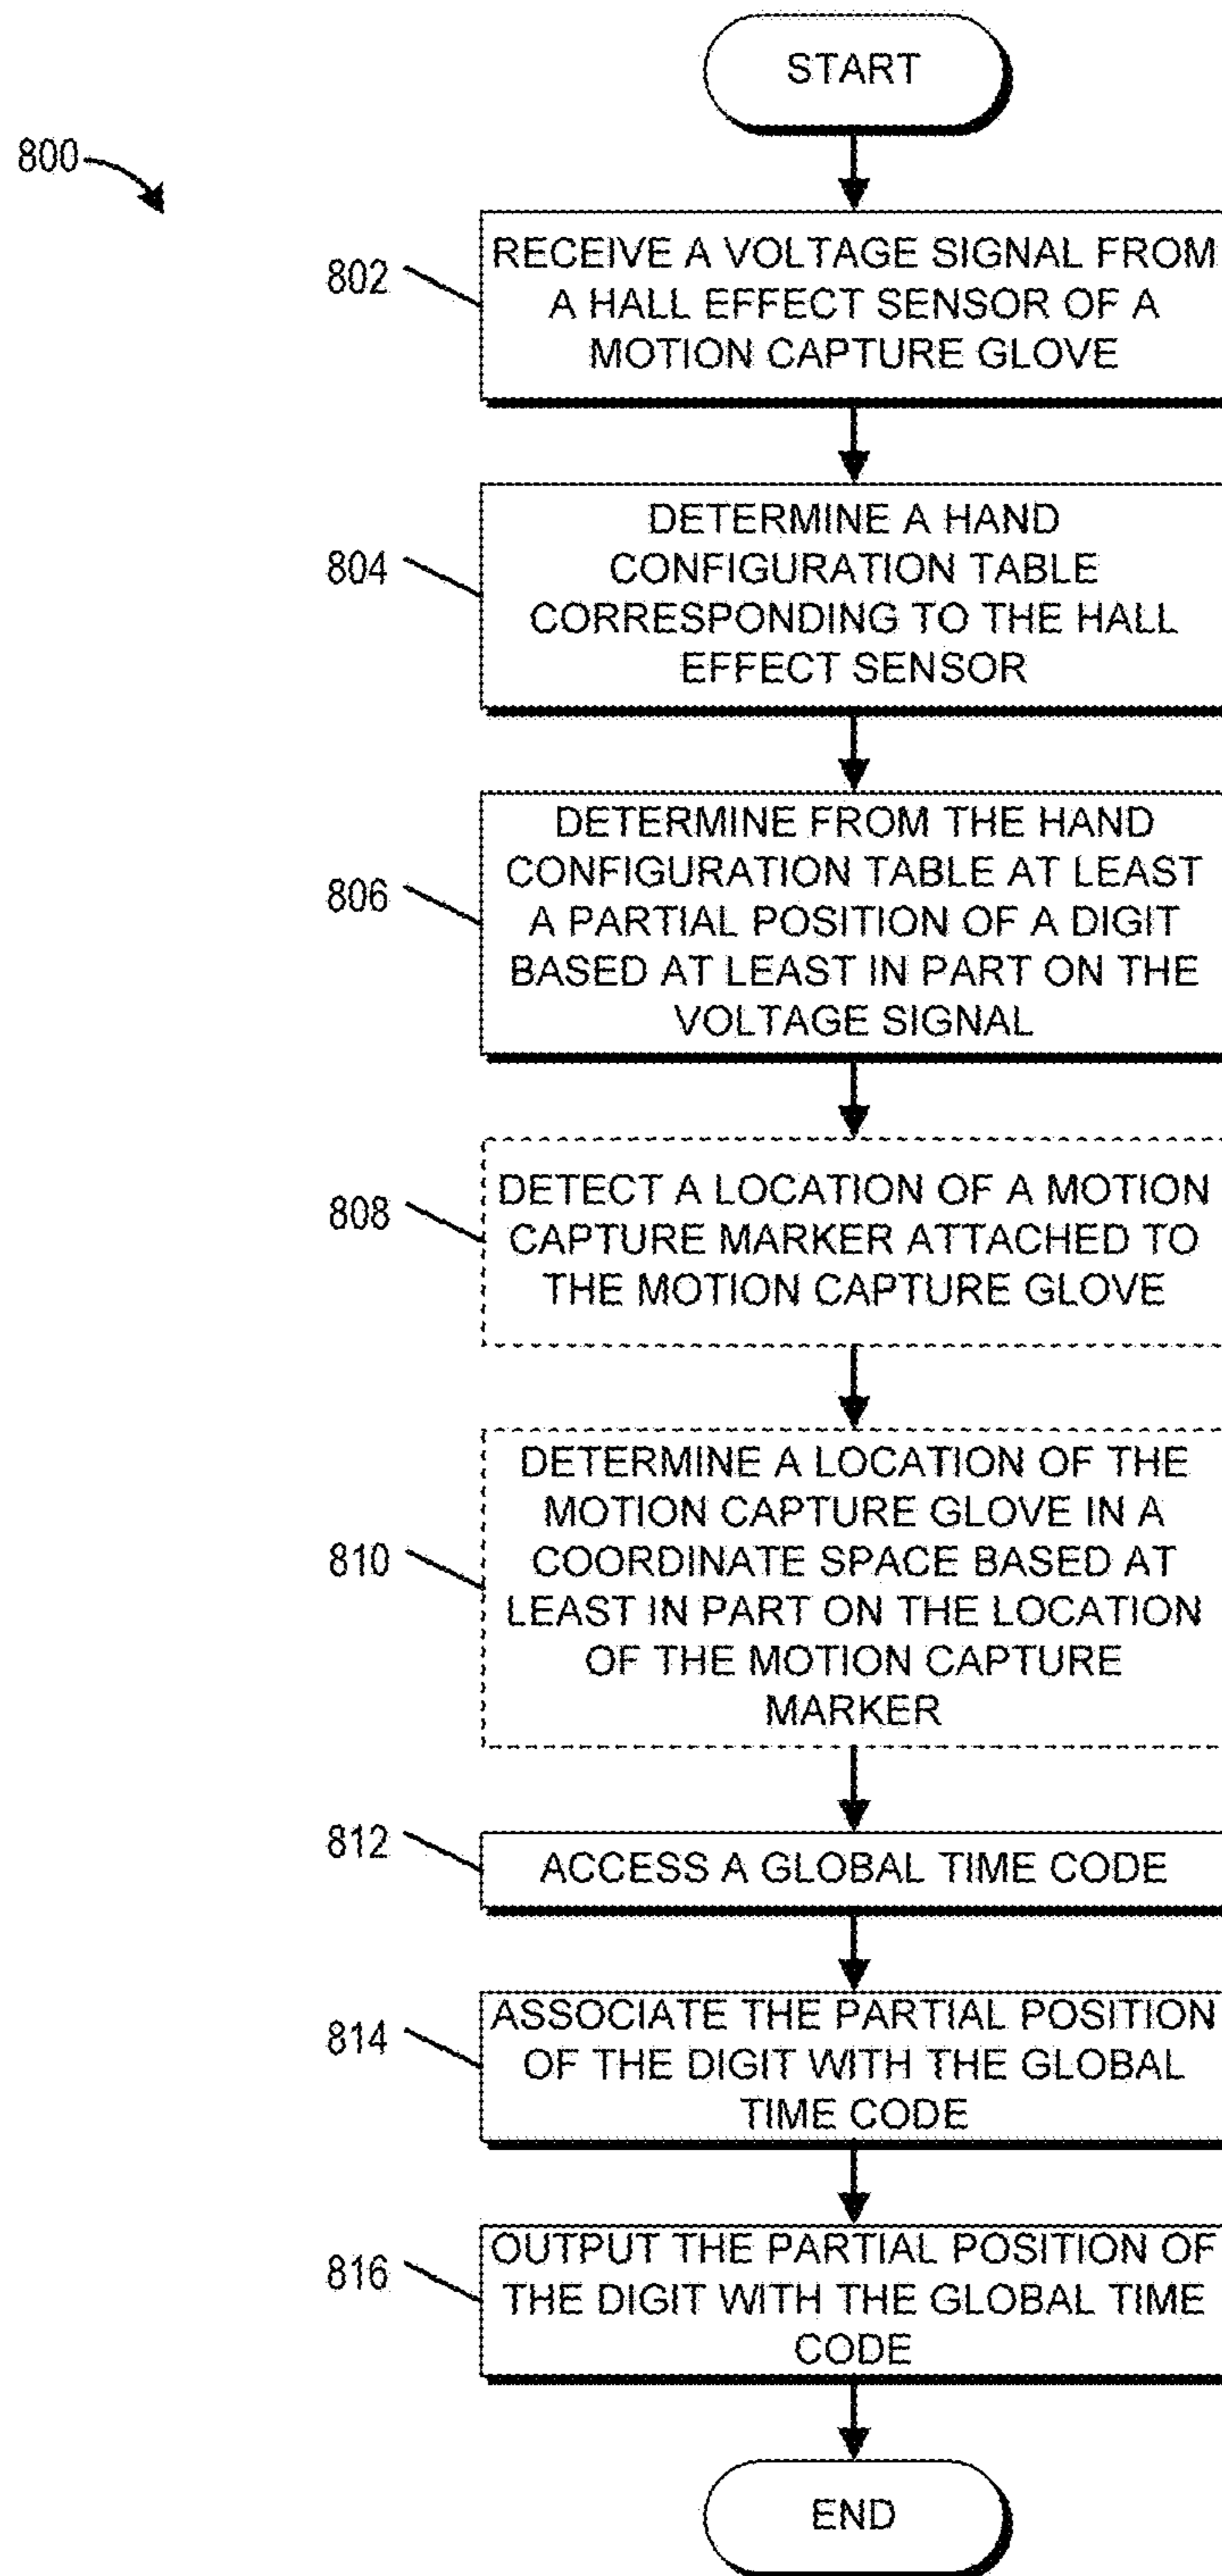 START
800
802
RECEIVE A VOLTAGE SIGNAL FROM
A HALL EFFECT SENSOR OF A
MOTION CAPTURE GLOVE
804
DETERMINE A HAND
CONFIGURATION TABLE
CORRESPONDING TO THE HALL
EFFECT SENSOR
806
DETERMINE FROM THE HAND
CONFIGURATION TABLE AT LEAST
A PARTIAL POSITION OF A DIGIT
BASED AT LEAST IN PART ON THE
VOLTAGE SIGNAL
808
DETECT A LOCATION OF A MOTION
CAPTURE MARKER ATTACHED TO
THE MOTION CAPTURE GLOVE
810
DETERMINE A LOCATION OF THE
MOTION CAPTURE GLOVE IN A
COORDINATE SPACE BASED AT
LEAST IN PART ON THE LOCATION
OF THE MOTION CAPTURE
MARKER
812
ACCESS A GLOBAL TIME CODE
814
ASSOCIATE THE PARTIAL POSITION
OF THE DIGIT WITH THE GLOBAL
TIME CODE
816
OUTPUT THE PARTIAL POSITION OF
THE DIGIT WITH THE GLOBAL TIME
CODE
END